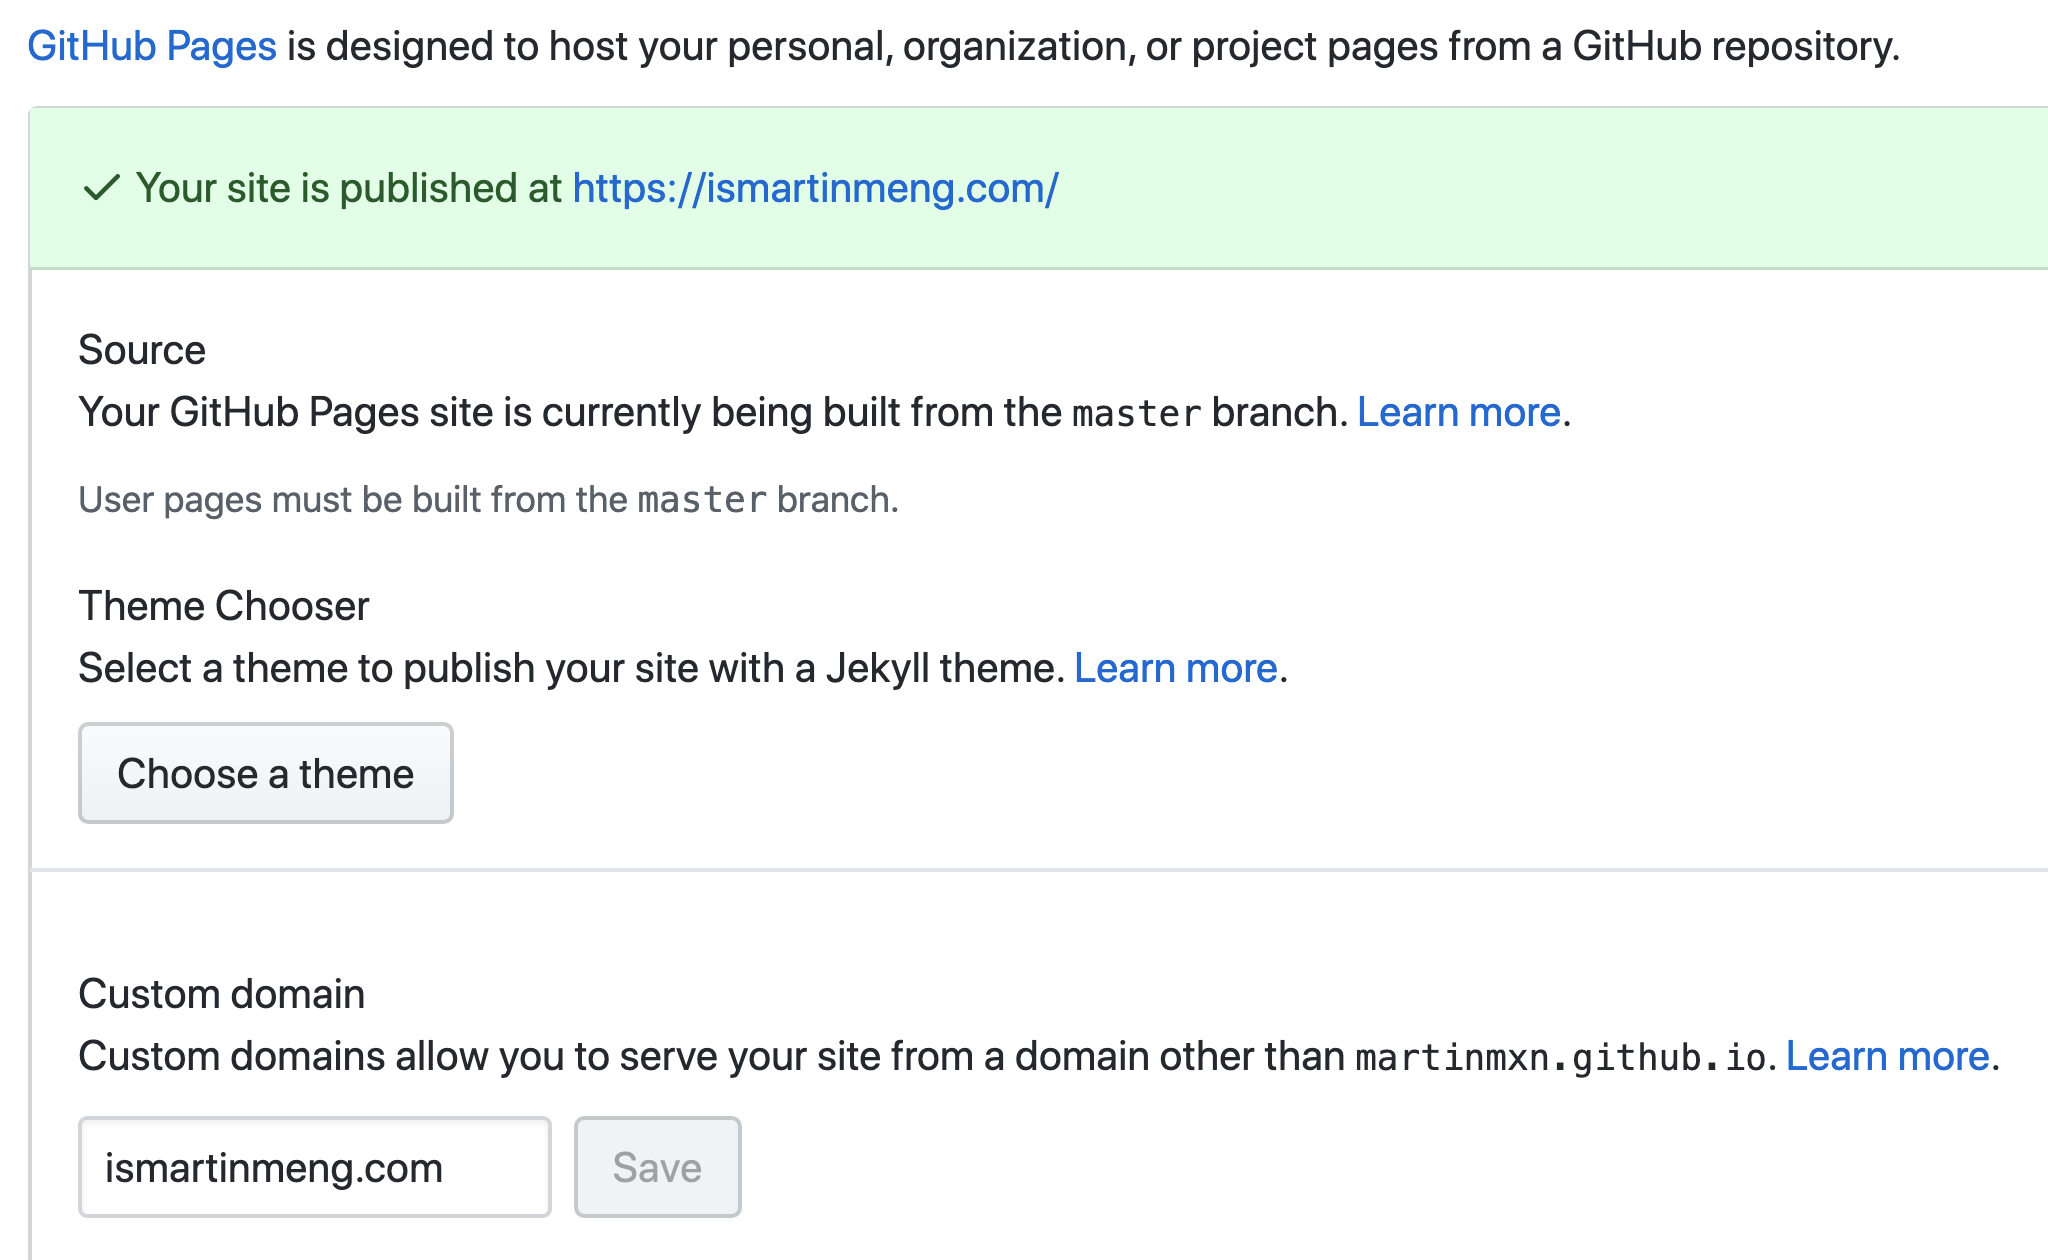 GitHub Pages is designed to host your personal, organization, or project pages from a GitHub repository.
Your site is published at https://ismartinmeng.com/
Source
Your GitHub Pages site is currently being built from the master branch. Learn more.
User pages must be built from the master branch.
Theme Chooser
Select a theme to publish your site with a Jekyll theme. Learn more.
Choose a theme
Custom domain
Custom domains allow you to serve your site from a domain other than martinmxn.github.io. Learn more.
ismartinmeng.com Save